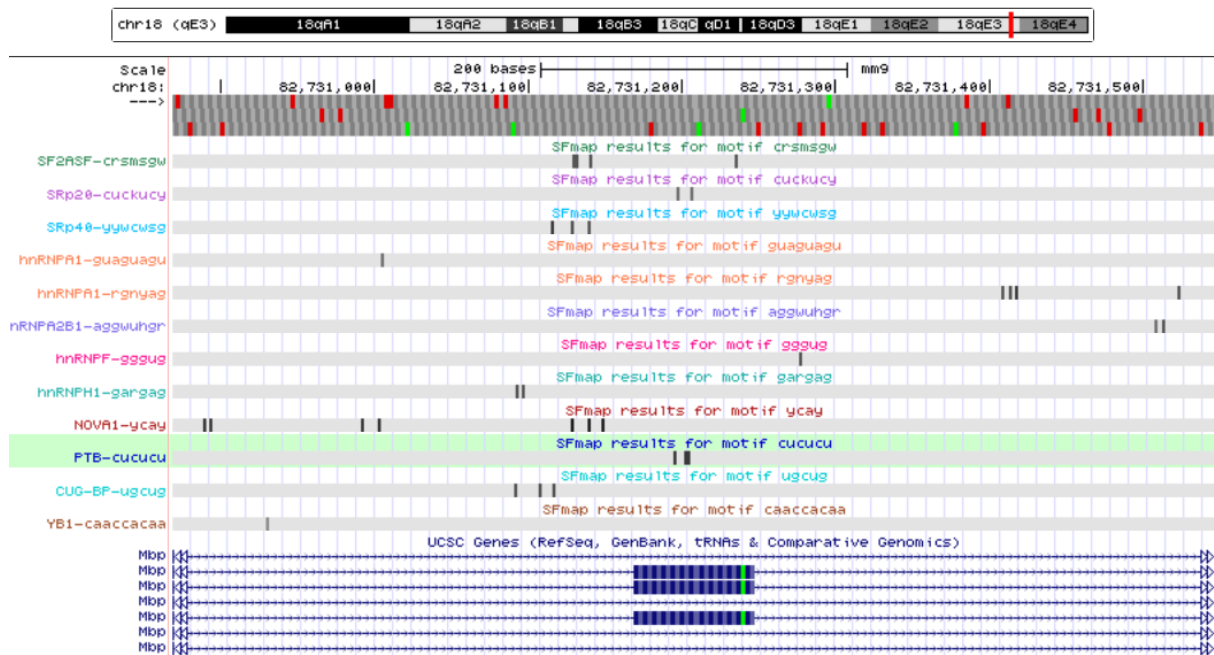 chr18 (qE3) 18qA1 18qA2 18qB1 18qB3 18qC qD1 18qD3 18qE1 18qE2 18qE3 18qE4
Scale 200 bases mm9
chr18: 82,731,000 82,731,100 82,731,200 82,731,300 82,731,400 82,731,500
--->
SFmap results for motif crsmsgw
SF2ASF-crsmsgw
SFmap results for motif cuckucy
SRp20-cuckucy
SFmap results for motif yywcwsg
SRp40-yywcwsg
SFmap results for motif guaguagu
hnRNPA1-guaguagu
SFmap results for motif rgnyag
hnRNPA1-rgnyag
SFmap results for motif aggwuhgr
nRNPA2B1-aggwuhgr
SFmap results for motif gggug
hnRNPF-gggug
SFmap results for motif gargag
hnRNPH1-gargag
SFmap results for motif ycay
NOVA1-ycay
SFmap results for motif cucucu
PTB-cucucu
SFmap results for motif ugcug
CUG-BP-ugcug
SFmap results for motif caaccacaa
YB1-caaccacaa
UCSC Genes (RefSeq, GenBank, tRNAs & Comparative Genomics)
Mbp
Mbp
Mbp
Mbp
Mbp
Mbp
Mbp